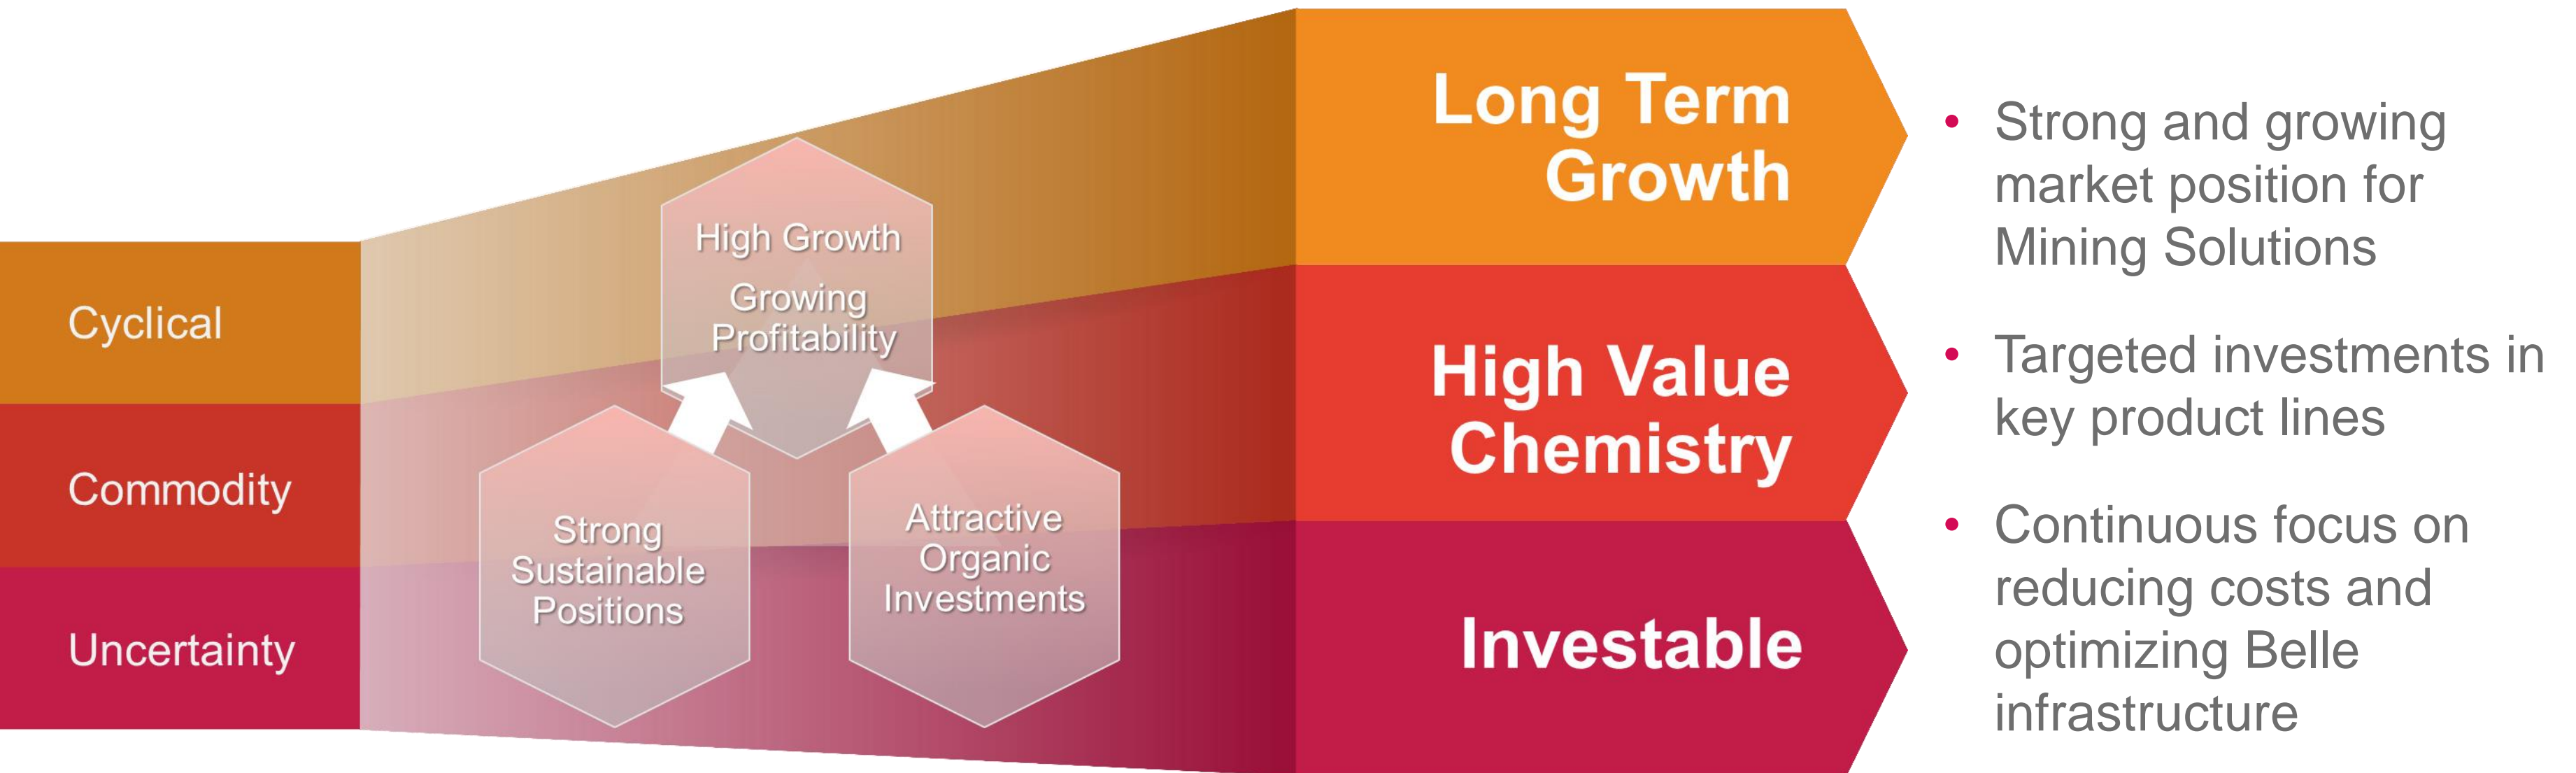 Cyclical
Commodity
Uncertainty
High Growth
Growing
Profitability
Strong
Sustainable
Positions
Attractive
Organic
Investments
Long Term
Growth
High Value
Chemistry
Investable
• Strong and growing
market position for
Mining Solutions
• Targeted investments in
key product lines
• Continuous focus on
reducing costs and
optimizing Belle
infrastructure